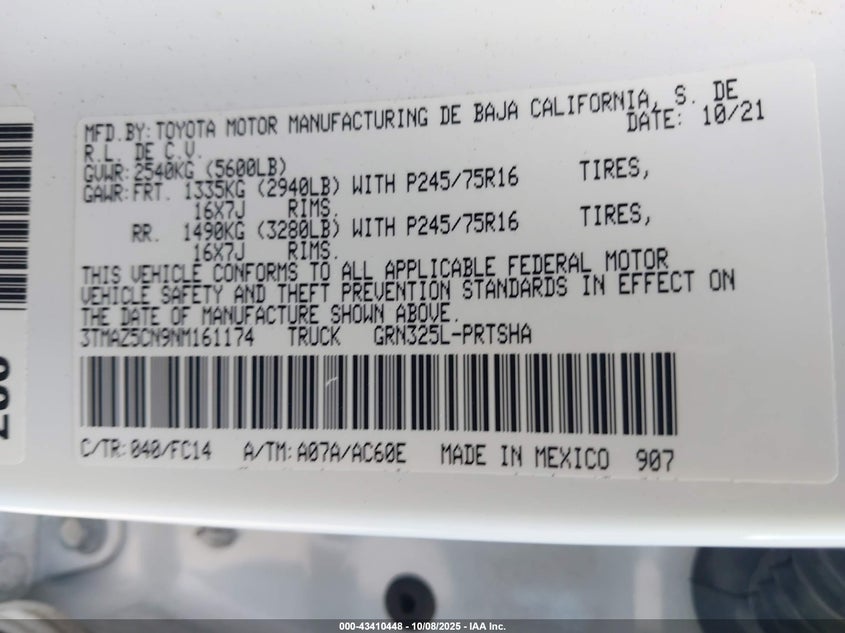 MFD.BY: TOYOTA MOTOR MANUFACTURING DE BAJA CALIFORNIA, S. DE
R.L. DE C.V. DATE: 10/21
GVWR: 2540KG (5600LB)
GAWR: FRT. 1335KG (2940LB) WITH P245/75R16 TIRES,
16X7J RIMS.
RR. 1490KG (3280LB) WITH P245/75R16 TIRES,
16X7J RIMS.
THIS VEHICLE CONFORMS TO ALL APPLICABLE FEDERAL MOTOR
VEHICLE SAFETY AND THEFT PREVENTION STANDARDS IN EFFECT ON
THE DATE OF MANUFACTURE SHOWN ABOVE.
3TMAZ5CN9NM161174 TRUCK GRN325L-PRTSHA
C/TR: 040/FC14 A/TM: A07A/AC60E MADE IN MEXICO 907
000-43410448 - 10/08/2025 - IAA Inc.